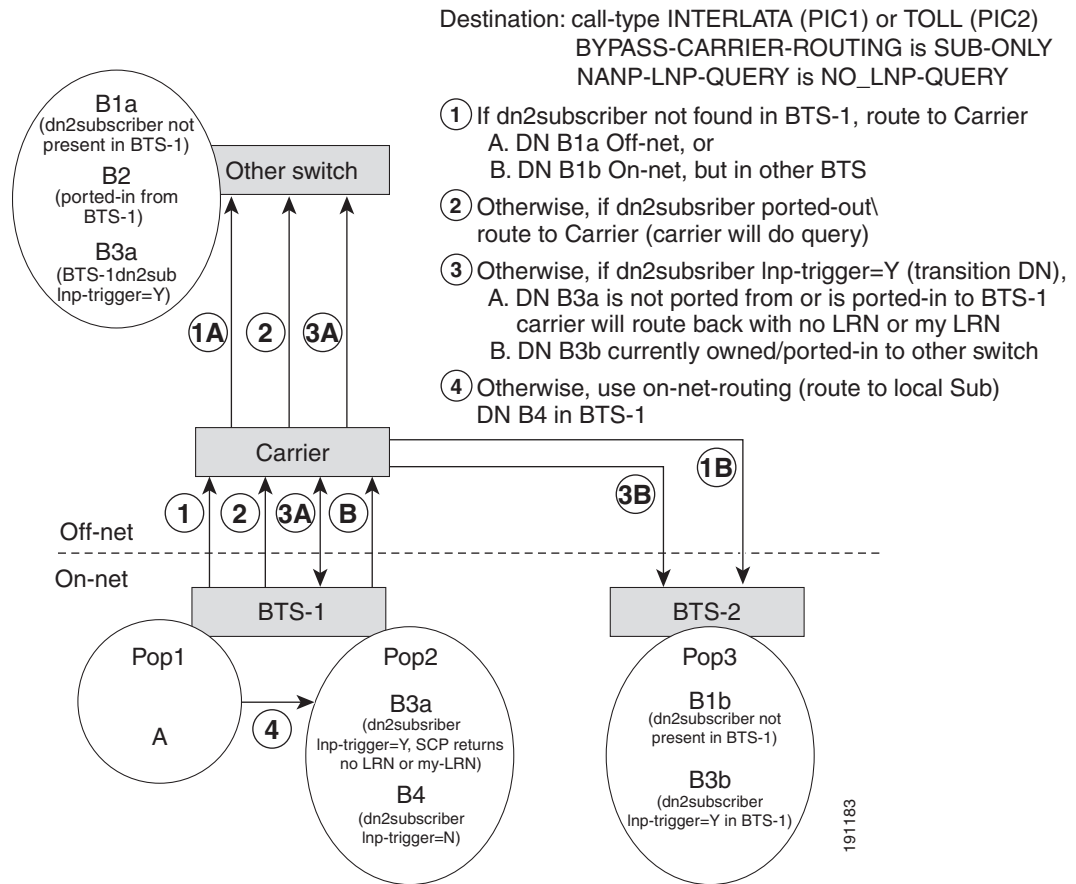 Destination: call-type INTERLATA (PIC1) or TOLL (PIC2)
BYPASS-CARRIER-ROUTING is SUB-ONLY
NANP-LNP-QUERY is NO_LNP-QUERY
1 If dn2subscriber not found in BTS-1, route to Carrier
A. DN B1a Off-net, or
B. DN B1b On-net, but in other BTS
2 Otherwise, if dn2subsriber ported-out\
route to Carrier (carrier will do query)
3 Otherwise, if dn2subsriber lnp-trigger=Y (transition DN),
A. DN B3a is not ported from or is ported-in to BTS-1
carrier will route back with no LRN or my LRN
B. DN B3b currently owned/ported-in to other switch
4 Otherwise, use on-net-routing (route to local Sub)
DN B4 in BTS-1
B1a
(dn2subscriber not
present in BTS-1)
B2
(ported-in from
BTS-1)
B3a
(BTS-1dn2sub
lnp-trigger=Y)
Other switch
1A 2 3A
Carrier
1B
3B
1 2 3A B
Off-net
On-net
BTS-1
BTS-2
Pop1
A
4
Pop2
B3a
(dn2subsriber
lnp-trigger=Y, SCP returns
no LRN or my-LRN)
B4
(dn2subscriber
lnp-trigger=N)
Pop3
B1b
(dn2subscriber not
present in BTS-1)
B3b
(dn2subscriber
lnp-trigger=Y in BTS-1)
191183